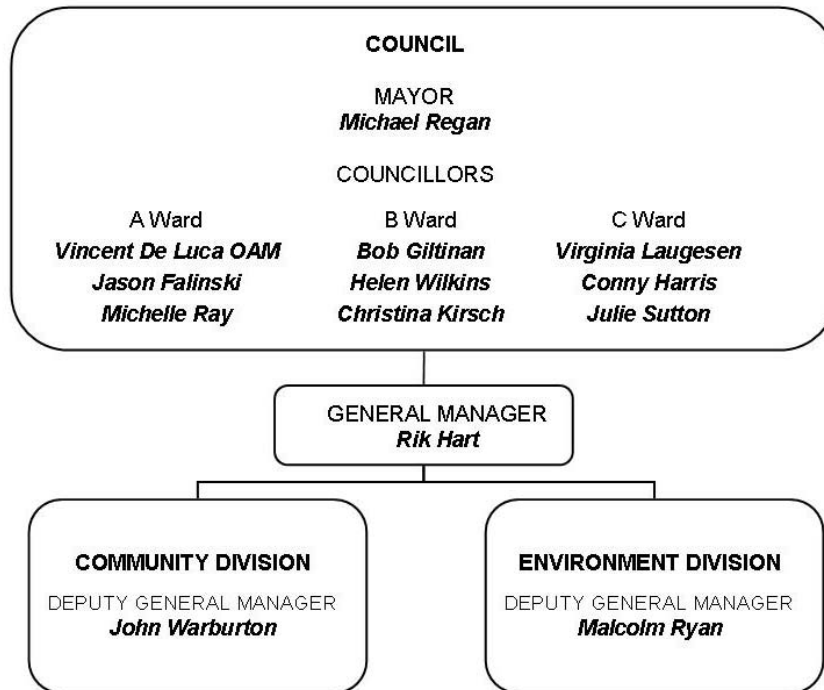 COUNCIL
MAYOR
Michael Regan
COUNCILLORS
A Ward
Vincent De Luca OAM
Jason Falinski
Michelle Ray
B Ward
Bob Giltinan
Helen Wilkins
Christina Kirsch
C Ward
Virginia Laugesen
Conny Harris
Julie Sutton
GENERAL MANAGER
Rik Hart
COMMUNITY DIVISION
DEPUTY GENERAL MANAGER
John Warburton
ENVIRONMENT DIVISION
DEPUTY GENERAL MANAGER
Malcolm Ryan